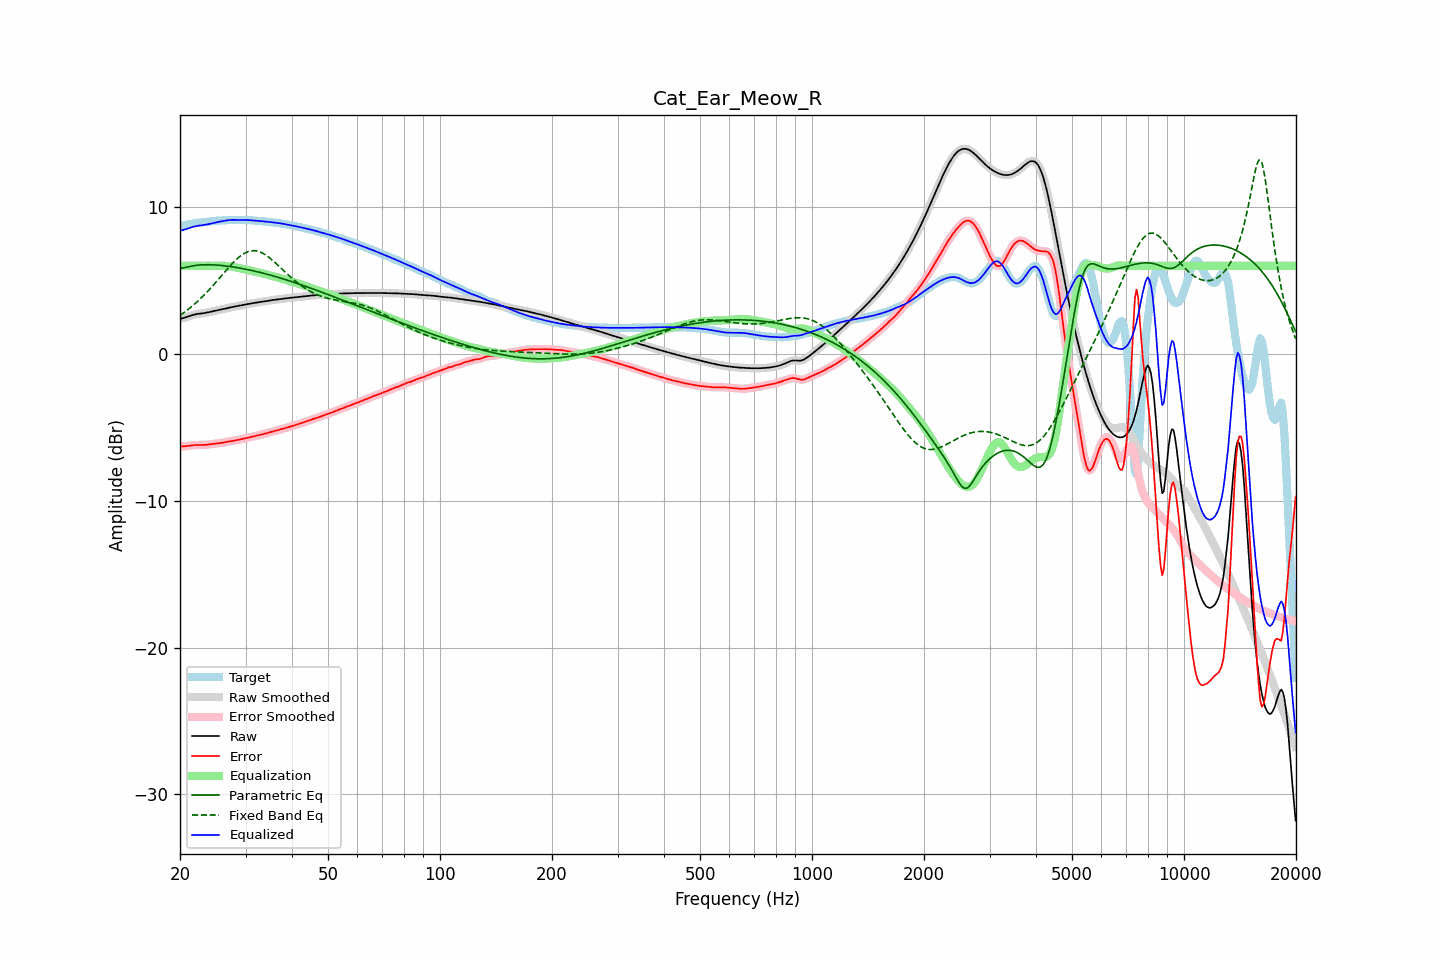 Cat_Ear_Meow_R
10
0
−10
−20
−30
Amplitude (dBr)
Target
Raw Smoothed
Error Smoothed
Raw
Error
Equalization
Parametric Eq
Fixed Band Eq
Equalized
20 50 100 200 500 1000 2000 5000 10000 20000
Frequency (Hz)